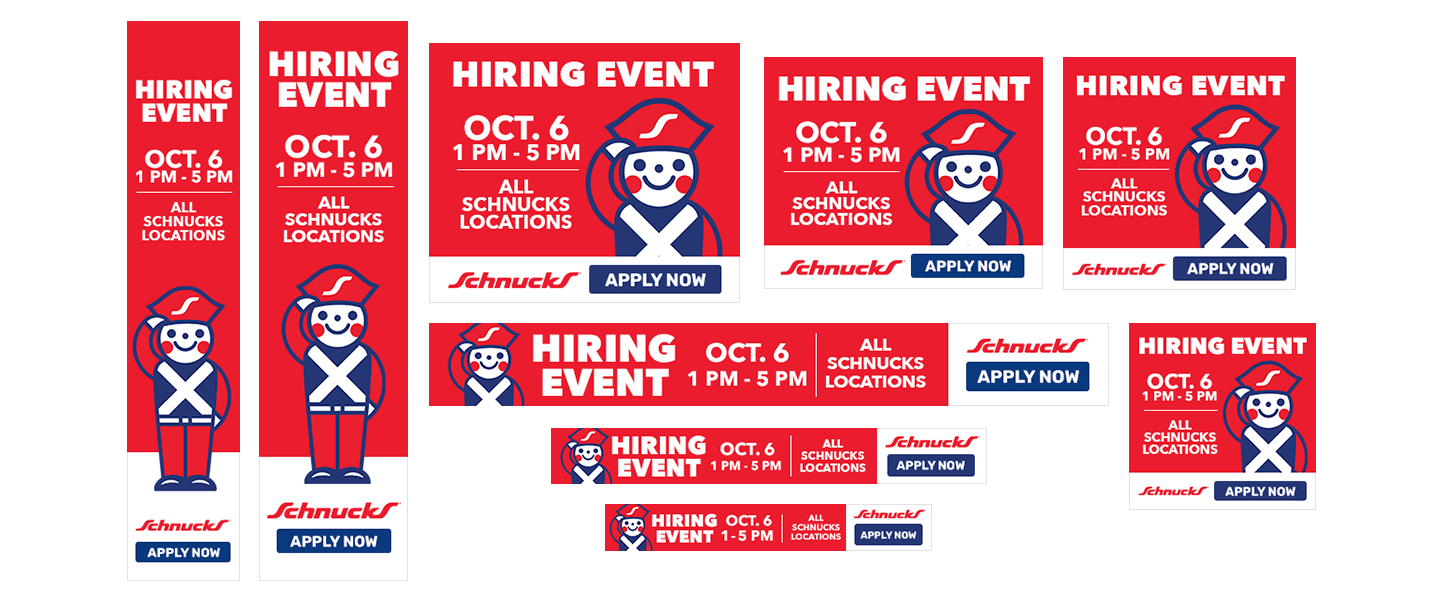 HIRING
EVENT
OCT. 6
1 PM - 5 PM
ALL
SCHNUCKS
LOCATIONS
Schnucks
APPLY NOW
HIRING
EVENT
OCT. 6
1 PM - 5 PM
ALL
SCHNUCKS
LOCATIONS
Schnucks
APPLY NOW
HIRING EVENT
OCT. 6
1 PM - 5 PM
ALL
SCHNUCKS
LOCATIONS
Schnucks APPLY NOW
HIRING EVENT
OCT. 6
1 PM - 5 PM
ALL
SCHNUCKS
LOCATIONS
Schnucks APPLY NOW
HIRING EVENT
OCT. 6
1 PM - 5 PM
ALL
SCHNUCKS
LOCATIONS
Schnucks APPLY NOW
HIRING
EVENT
OCT. 6
1 PM - 5 PM
ALL
SCHNUCKS
LOCATIONS
Schnucks
APPLY NOW
HIRING EVENT
OCT. 6
1 PM - 5 PM
ALL
SCHNUCKS
LOCATIONS
Schnucks APPLY NOW
HIRING
EVENT
OCT. 6
1 PM - 5 PM
ALL
SCHNUCKS
LOCATIONS
Schnucks
APPLY NOW
HIRING
EVENT
OCT. 6
1 - 5 PM
ALL
SCHNUCKS
LOCATIONS
Schnucks
APPLY NOW